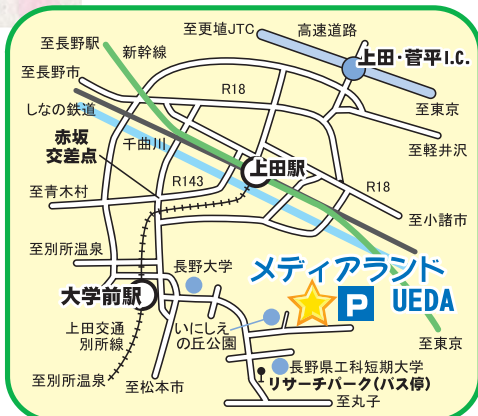 至更埴JTC
高速道路
至長野駅
新幹線
上田・菅平I.C.
至長野市
R18
しなの鉄道
至東京
赤坂
交差点
千曲川
至軽井沢
上田駅
R143
R18
至青木村
至小諸市
至別所温泉
長野大学
メディアランド
UEDA
P
大学前駅
いにしえ
の丘公園
上田交通
別所線
至東京
長野県工科短期大学
至別所温泉
至松本市
リサーチパーク(バス停)
至丸子